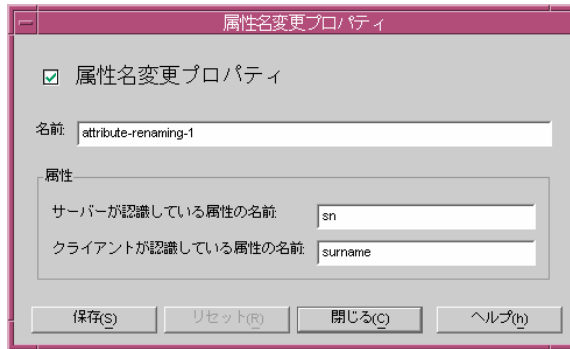 属性名変更プロパティ
属性名変更プロパティ
名前: attribute-renaming-1
属性
サーバーが認識している属性の名前: sn
クライアントが認識している属性の名前: surname
保存(S) リセット(R) 閉じる(C) ヘルプ(h)